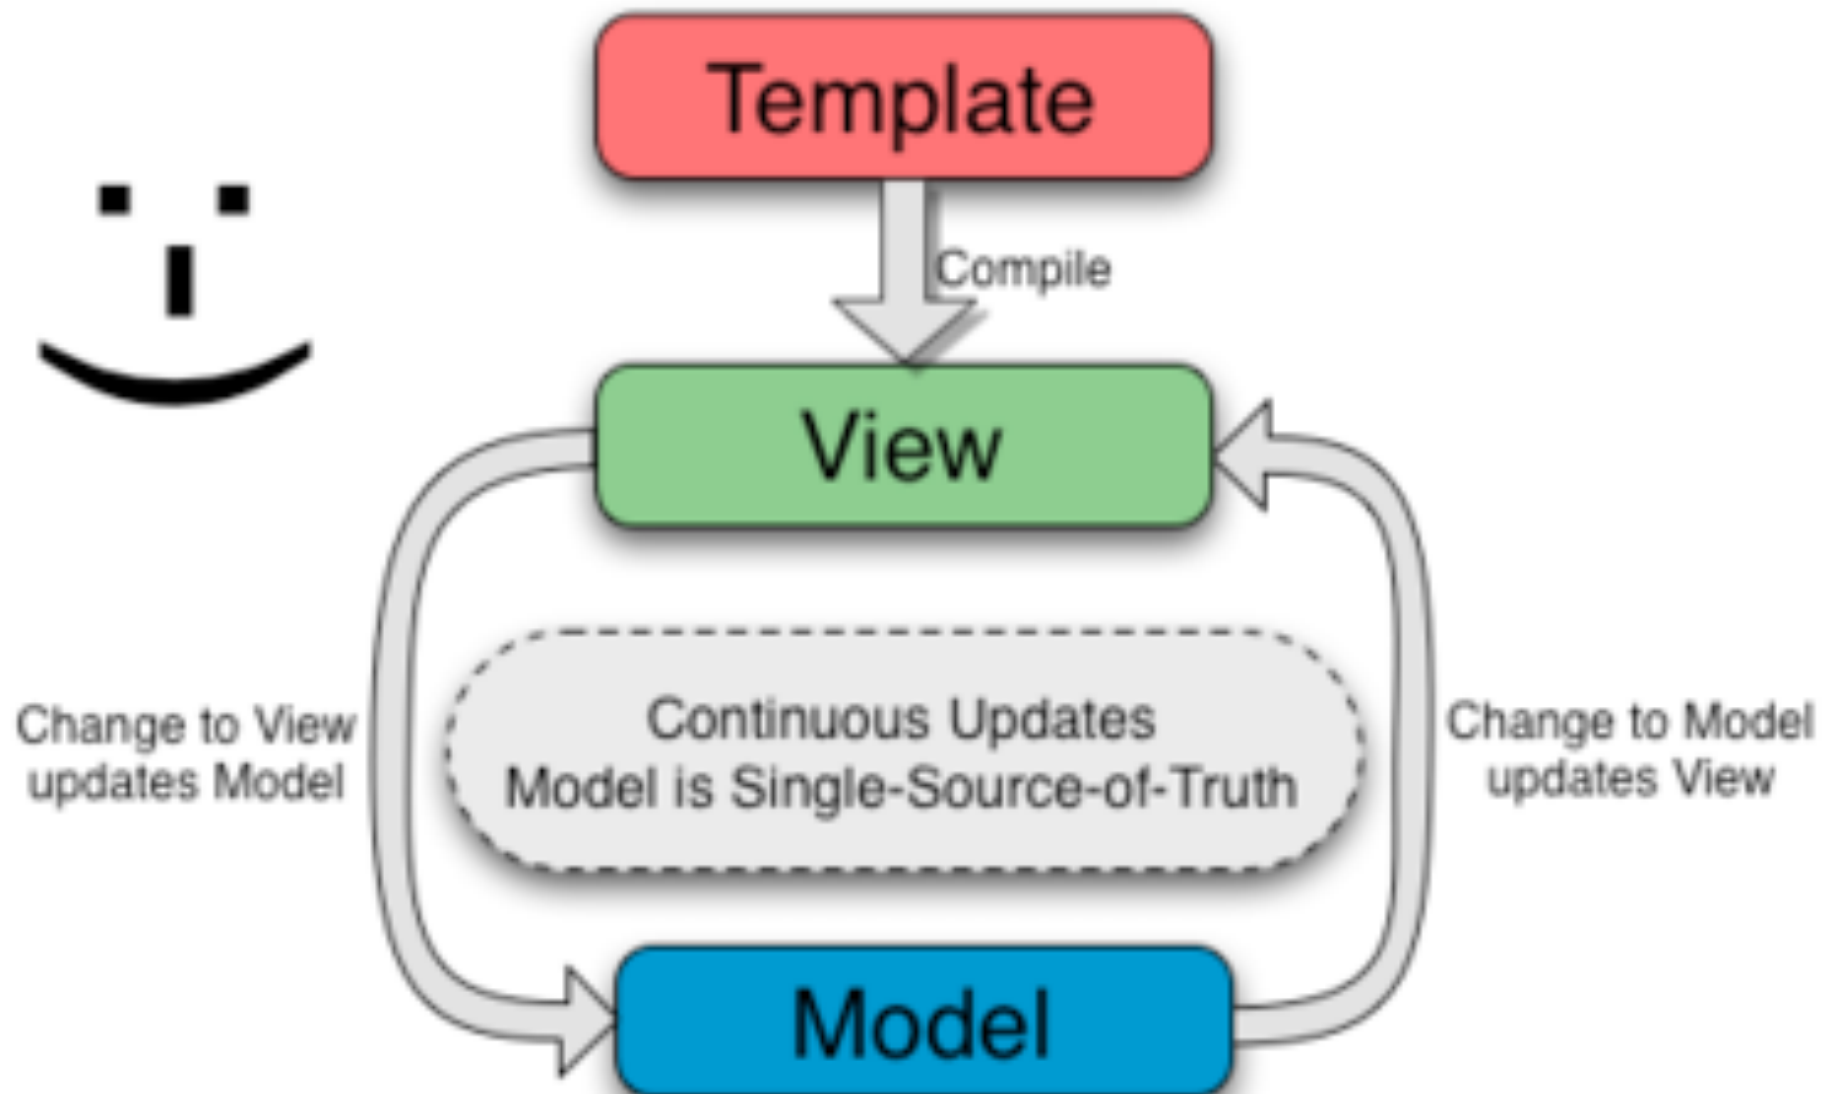 Template
Compile
View
Change to View
updates Model
Continuous Updates
Model is Single-Source-of-Truth
Change to Model
updates View
Model